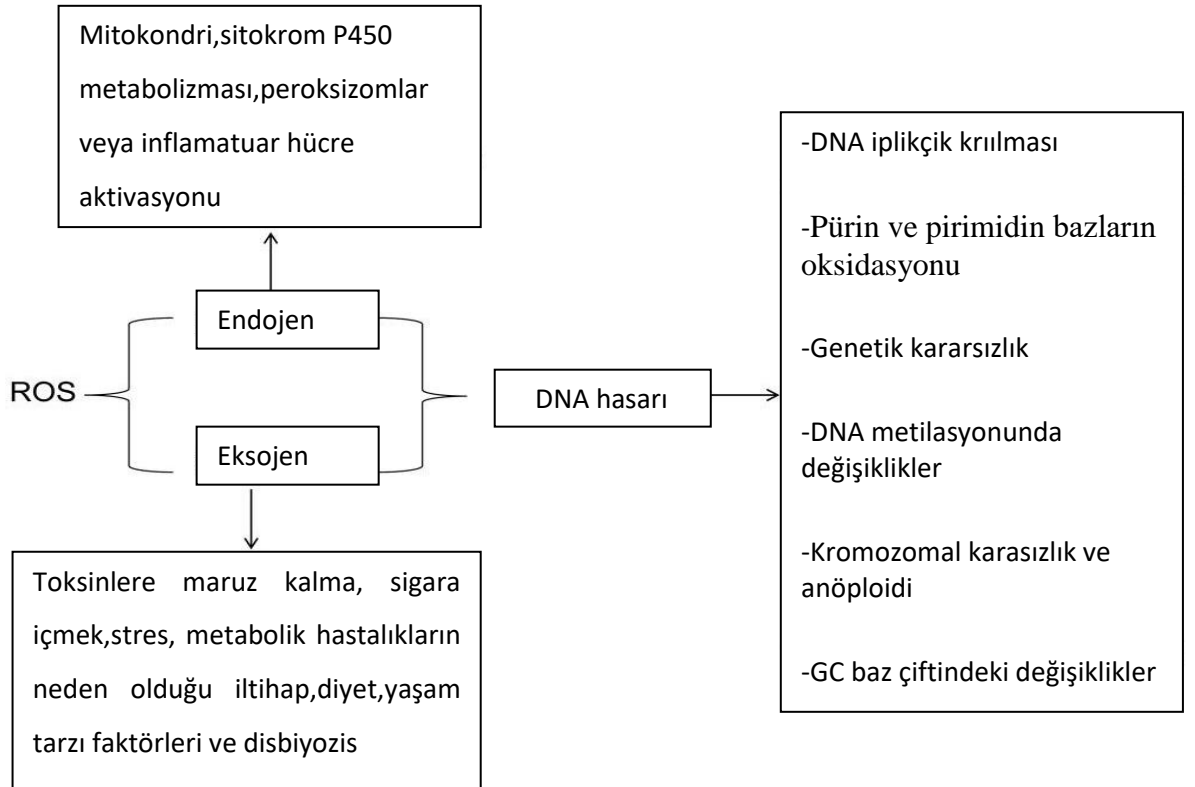 Mitokondri,sitokrom P450
metabolizması,peroksizomlar
veya inflamatuar hücre
aktivasyonu
Endojen
ROS
Eksojen
Toksinlere maruz kalma, sigara
içmek,stres, metabolik hastalıkların
neden olduğu iltihap,diyet,yaşam
tarzı faktörleri ve disbiyozis
DNA hasarı
-DNA iplikçik krıılması
-Pürin ve pirimidin bazların
oksidasyonu
-Genetik kararsızlık
-DNA metilasyonunda
değişiklikler
-Kromozomal karasızlık ve
anöploidi
-GC baz çiftindeki değişiklikler